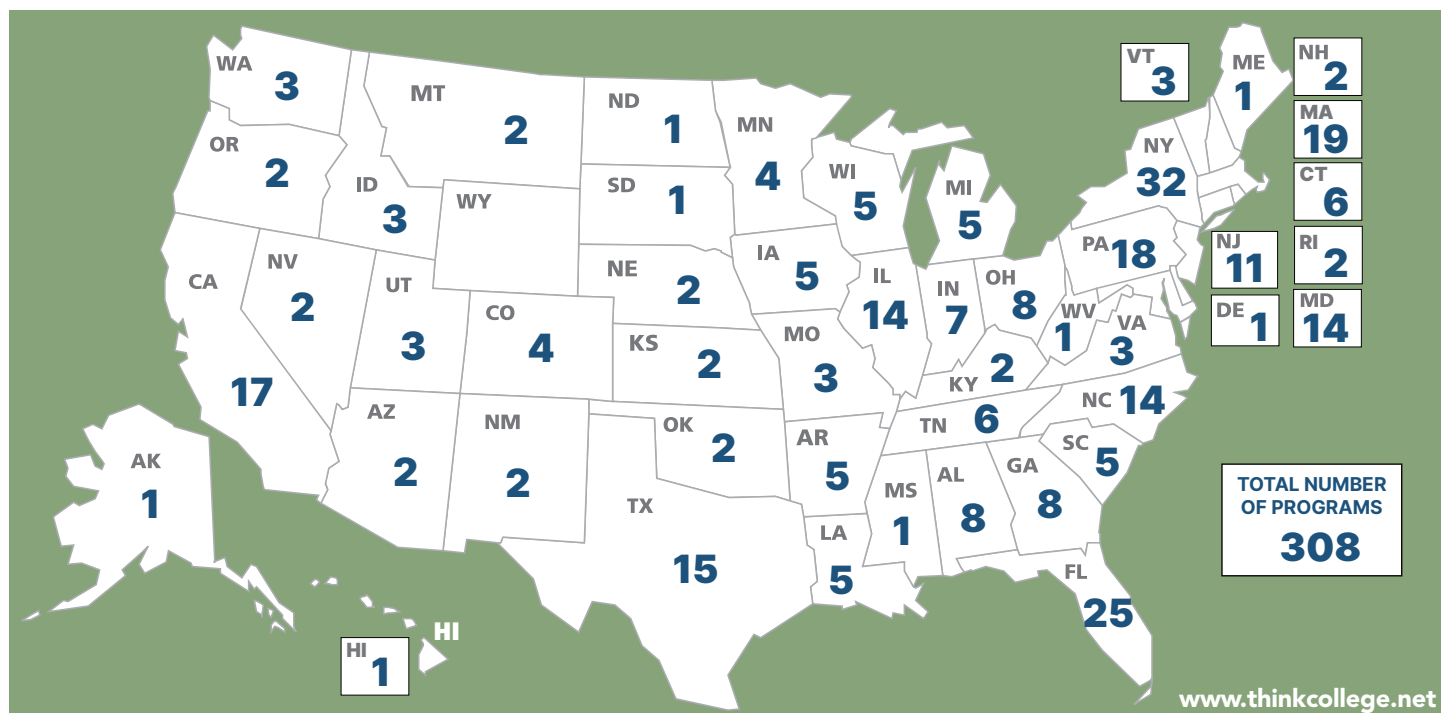 WA
3
OR
2
CA
17
NV
2
ID
3
MT
2
WY
UT
3
AZ
2
CO
4
NM
2
ND
1
SD
1
NE
2
KS
2
OK
2
TX
15
MN
4
IA
5
MO
3
AR
5
LA
5
WI
5
IL
14
MI
5
IN
7
OH
8
KY
2
TN
6
MS
1
AL
8
GA
8
FL
25
SC
5
NC 14
VA
3
WV
1
PA 18
NY
32
ME
1
VT
3
NH
2
MA
19
CT
6
RI
2
NJ
11
DE
1
MD
14
AK
1
HI
HI
1
TOTAL NUMBER
OF PROGRAMS
308
www.thinkcollege.net